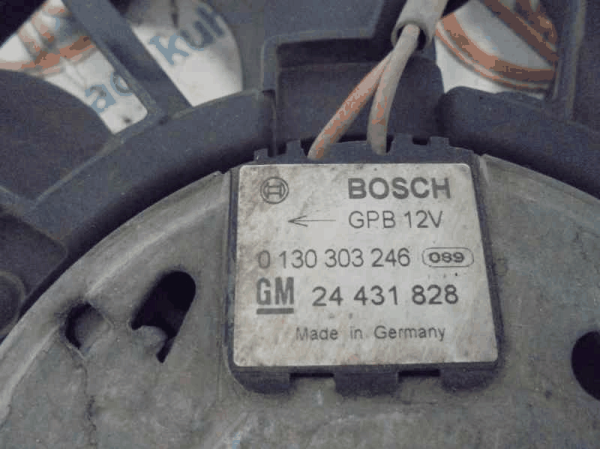 BOSCH
← GPB 12V
0 130 303 246 089
GM 24 431 828
Made in Germany